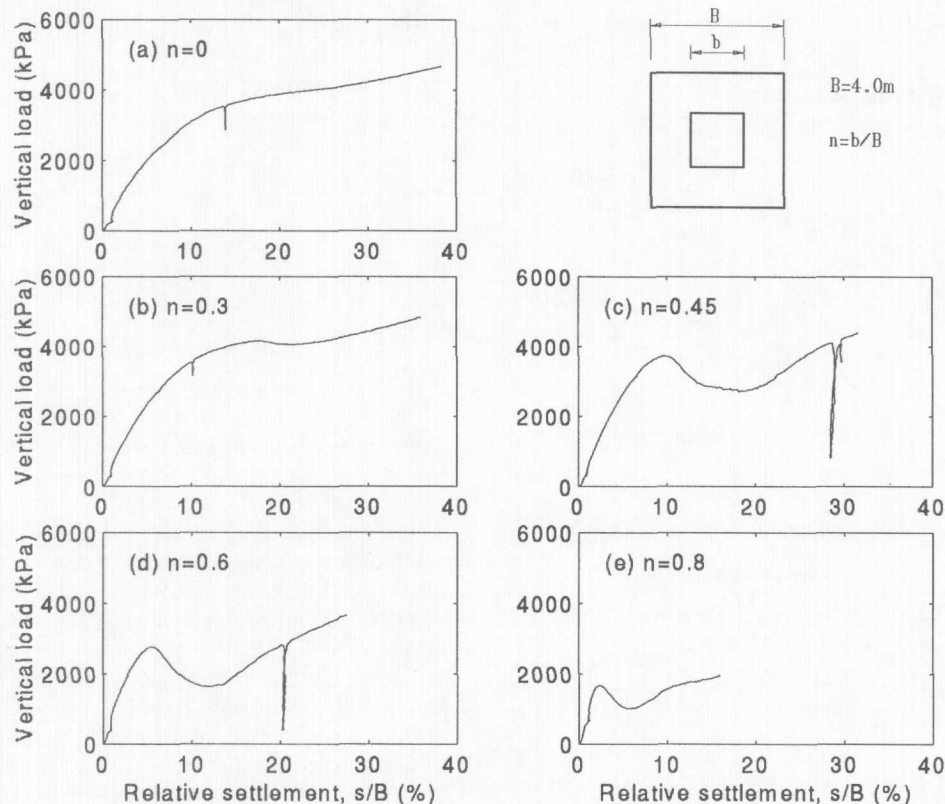 Vertical load (kPa)
6000
4000
2000
0
(a) n=0
0 10 20 30 40
B
b
B=4.0m
n=b/B
Vertical load (kPa)
6000
4000
2000
0
(b) n=0.3
0 10 20 30 40
6000
4000
2000
0
(c) n=0.45
0 10 20 30 40
Vertical load (kPa)
6000
4000
2000
0
(d) n=0.6
0 10 20 30 40
Relative settlement, s/B (%)
6000
4000
2000
0
(e) n=0.8
0 10 20 30 40
Relative settlement, s/B (%)